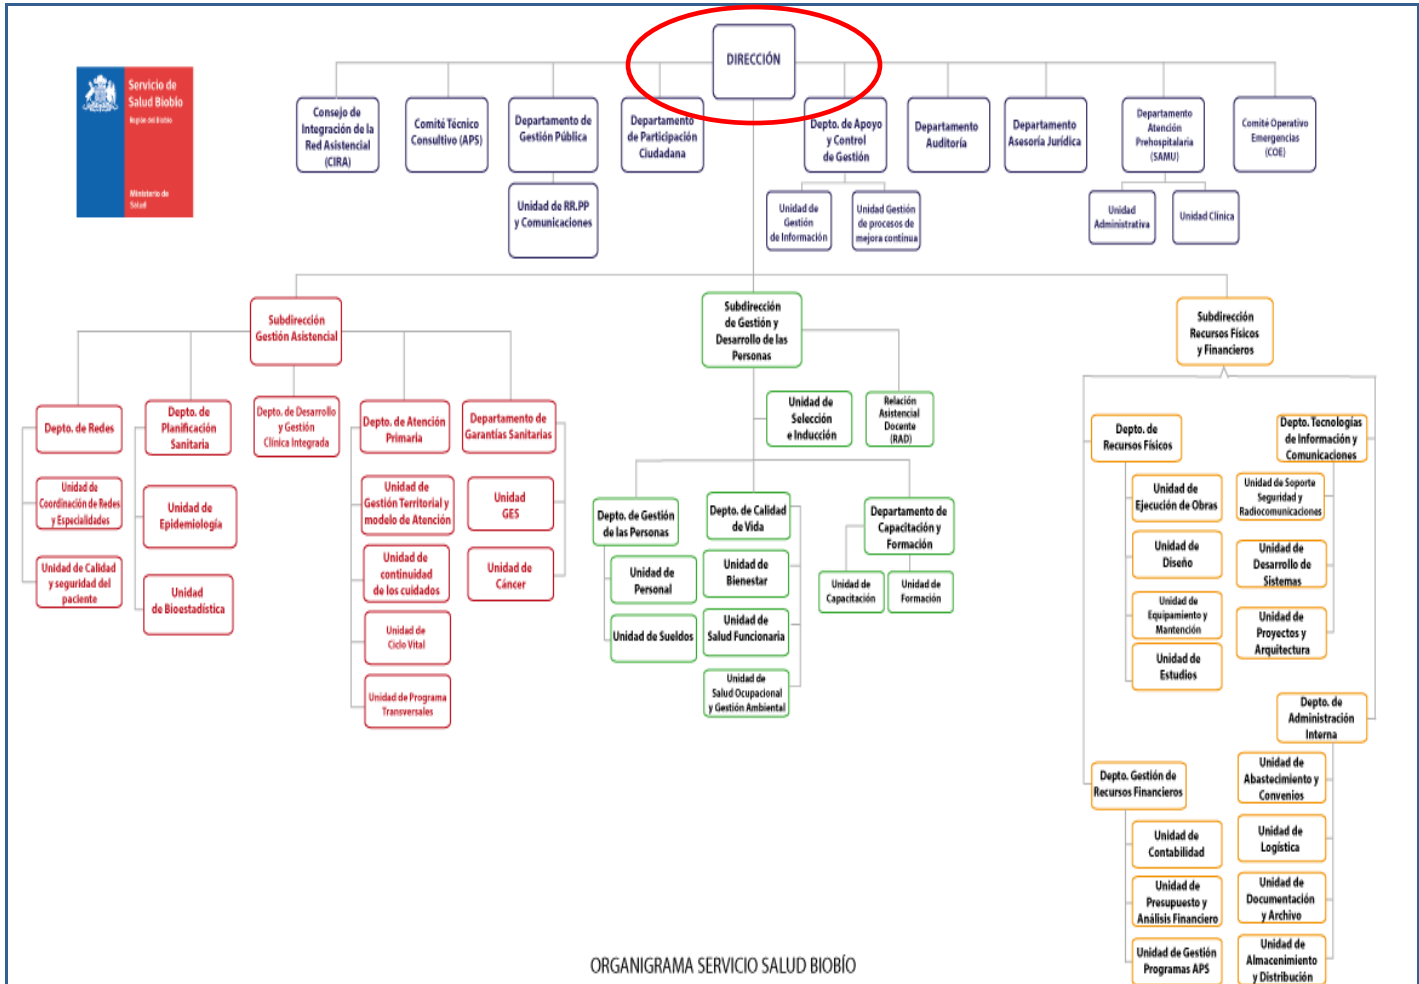 DIRECCIÓN
Servicio de
Salud Biobío
Región del Biobío
Ministerio de
Salud
Consejo de
Integración de la
Red Asistencial
(CIRA)
Comité Técnico
Consultivo (APS)
Departamento de
Gestión Pública
Departamento
de Participación
Ciudadana
Depto. de Apoyo
y Control
de Gestión
Departamento
Auditoría
Departamento
Asesoría Jurídica
Departamento
Atención
Prehospitalaria
(SAMU)
Comité Operativo
Emergencias
(COE)
Unidad de RR.PP
y Comunicaciones
Unidad de
Gestión
de Información
Unidad Gestión
de procesos de
mejora continua
Unidad
Administrativa
Unidad Clínica
Subdirección
Gestión Asistencial
Depto. de Redes
Unidad de
Coordinación de Redes
y Especialidades
Unidad de Calidad
y seguridad del
paciente
Depto. de
Planificación
Sanitaria
Unidad de
Epidemiología
Unidad
de Bioestadística
Depto. de Desarrollo
y Gestión
Clínica Integrada
Depto. de Atención
Primaria
Unidad de
Gestión Territorial y
modelo de Atención
Unidad de
continuidad
de los cuidados
Unidad de
Ciclo Vital
Unidad de Programa
Transversales
Departamento de
Garantías Sanitarias
Unidad
GES
Unidad de
Cáncer
Subdirección
de Gestión y
Desarrollo de las
Personas
Unidad de
Selección
e Inducción
Relación
Asistencial
Docente
(RAD)
Depto. de Gestión
de las Personas
Unidad de
Personal
Unidad de Sueldos
Depto. de Calidad
de Vida
Unidad de
Bienestar
Unidad de
Salud Funcionaria
Unidad de
Salud Ocupacional
y Gestión Ambiental
Departamento de
Capacitación y
Formación
Unidad de
Capacitación
Unidad de
Formación
Subdirección
Recursos Físicos
y Financieros
Depto. de
Recursos Físicos
Unidad de
Ejecución de Obras
Unidad de
Diseño
Unidad de
Equipamiento y
Mantención
Unidad de
Estudios
Depto. Tecnologías
de Información y
Comunicaciones
Unidad de Soporte
Seguridad y
Radiocomunicaciones
Unidad de
Desarrollo de
Sistemas
Unidad de
Proyectos y
Arquitectura
Depto. de
Administración
Interna
Unidad de
Abastecimiento y
Convenios
Unidad de
Logística
Unidad de
Documentación
y Archivo
Unidad de
Almacenimiento
y Distribución
Depto. Gestión de
Recursos Financieros
Unidad de
Contabilidad
Unidad de
Presupuesto y
Análisis Financiero
Unidad de Gestión
Programas APS
ORGANIGRAMA SERVICIO SALUD BIOBÍO